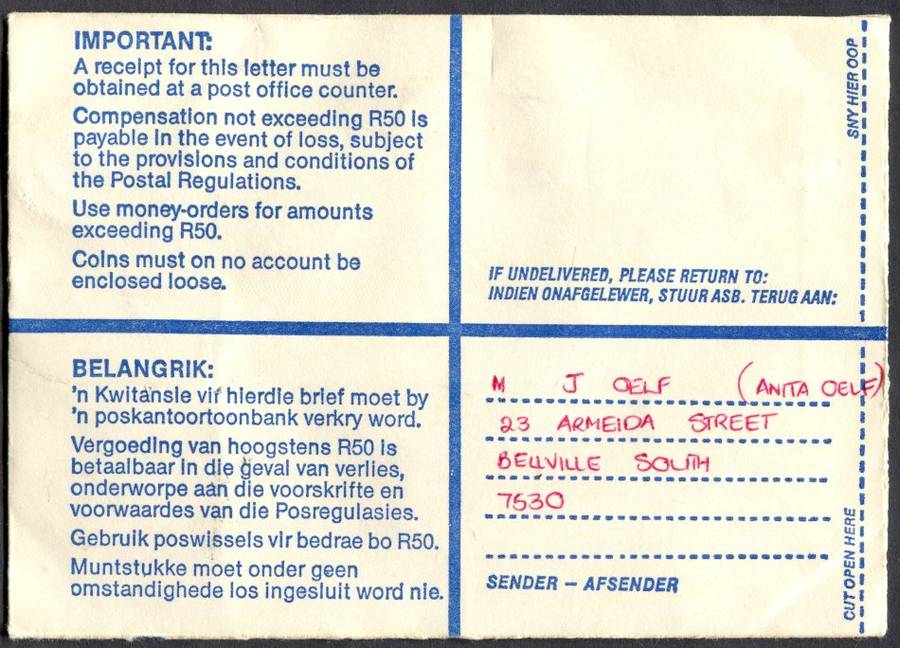 IMPORTANT:
A receipt for this letter must be
obtained at a post office counter.
Compensation not exceeding R50 is
payable in the event of loss, subject
to the provisions and conditions of
the Postal Regulations.
Use money-orders for amounts
exceeding R50.
Coins must on no account be
enclosed loose.
IF UNDELIVERED, PLEASE RETURN TO:
INDIEN ONAFGELEWER, STUUR ASB. TERUG AAN:
SNY HIER OOP
BELANGRIK:
'n Kwitansie vir hierdie brief moet by
'n poskantoortoonbank verkry word.
Vergoeding van hoogstens R50 is
betaalbaar in die geval van verlies,
onderworpe aan die voorskrifte en
voorwaardes van die Posregulasies.
Gebruik poswissels vir bedrae bo R50.
Muntstukke moet onder geen
omstandighede los ingesluit word nie.
M J OELF (ANITA OELF)
23 ARMEIDA STREET
BELLVILLE SOUTH
7530
SENDER – AFSENDER
CUT OPEN HERE